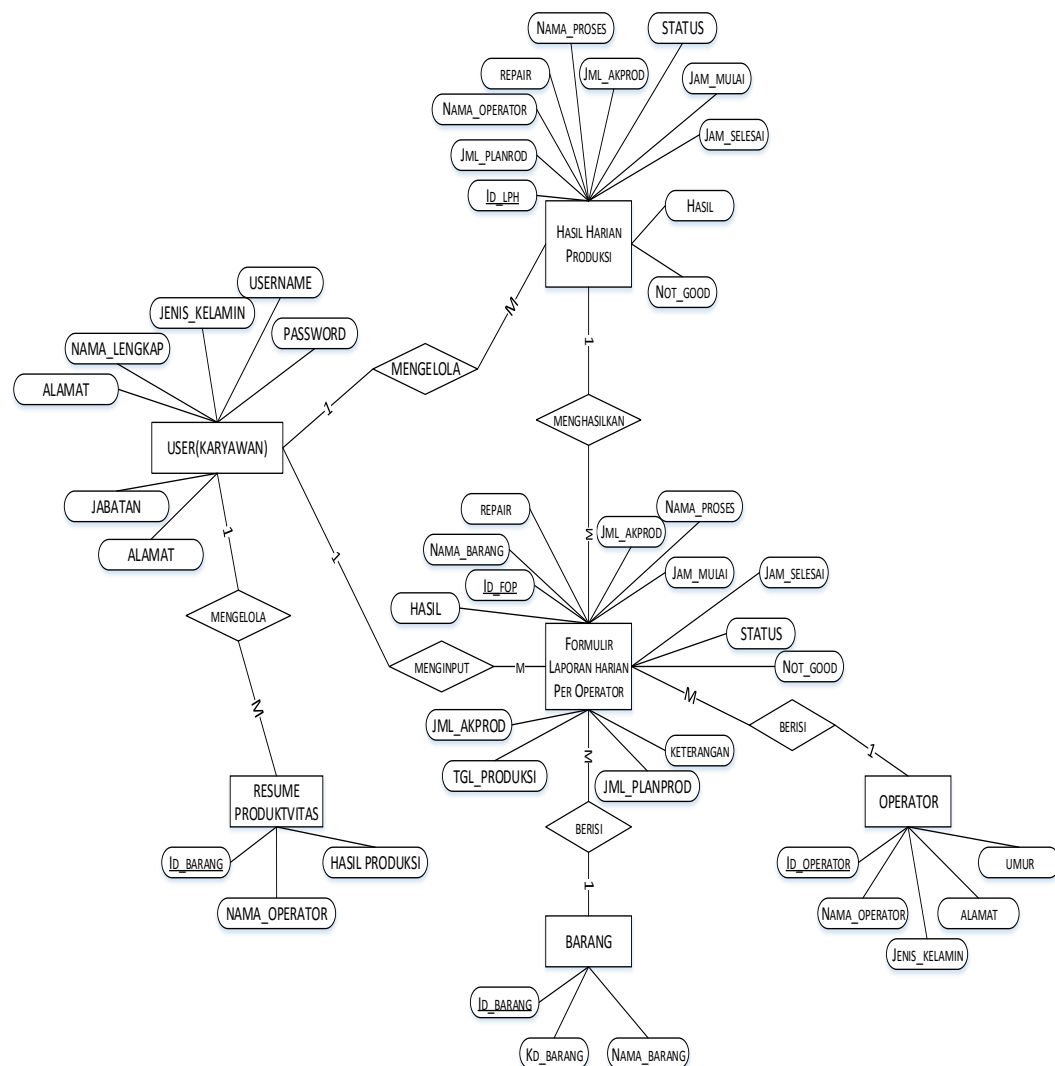 NAMA_PROSES
STATUS
REPAIR
JML_AKPROD
JAM_MULAI
NAMA_OPERATOR
JAM_SELESAI
JML_PLANROD
ID_LPH
HASIL
HASIL HARIAN
PRODUKSI
NOT_GOOD
USERNAME
JENIS_KELAMIN
PASSWORD
NAMA_LENGKAP
ALAMAT
M
1
MENGELOLA
1
MENGHASILKAN
USER(KARYAWAN)
JABATAN
ALAMAT
1
1
M
REPAIR
NAMA_PROSES
JML_AKPROD
NAMA_BARANG
JAM_MULAI
JAM_SELESAI
ID_FOP
HASIL
STATUS
NOT_GOOD
MENGELOLA
FORMULIR
LAPORAN HARIAN
PER OPERATOR
MENGINPUT
M
M
BERISI
1
M
JML_AKPROD
TGL_PRODUKSI
M
KETERANGAN
JML_PLANPROD
RESUME
PRODUKTVITAS
OPERATOR
BERISI
ID_BARANG
HASIL PRODUKSI
NAMA_OPERATOR
1
ID_OPERATOR
UMUR
NAMA_OPERATOR
ALAMAT
JENIS_KELAMIN
BARANG
ID_BARANG
KD_BARANG
NAMA_BARANG